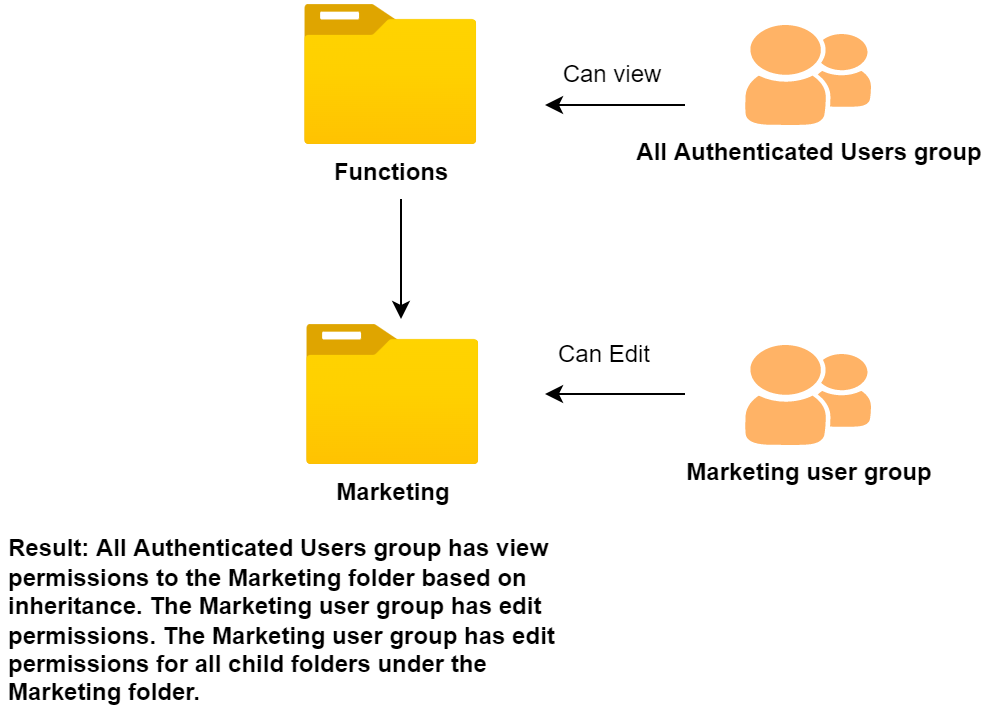 Can view
All Authenticated Users group
Functions
Can Edit
Marketing user group
Marketing
Result: All Authenticated Users group has view
permissions to the Marketing folder based on
inheritance. The Marketing user group has edit
permissions. The Marketing user group has edit
permissions for all child folders under the
Marketing folder.